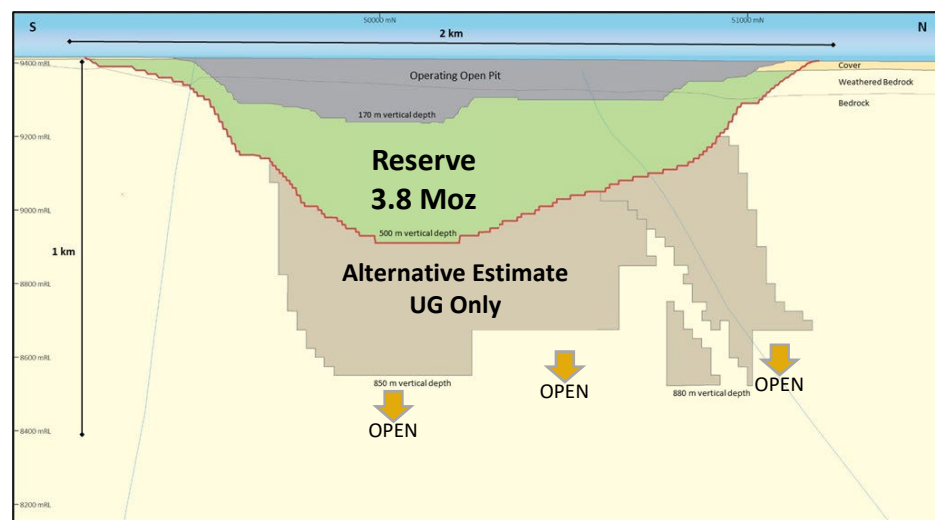 S
50000 mN
51000 mN
N
2 km
9400 mRL
Operating Open Pit
Cover
Weathered Bedrock
Bedrock
170 m vertical depth
9200 mRL
Reserve
3.8 Moz
9000 mRL
500 m vertical depth
1 km
Alternative Estimate
UG Only
8800 mRL
8600 mRL
850 m vertical depth
OPEN
OPEN
880 m vertical depth
OPEN
8400 mRL
8200 mRL